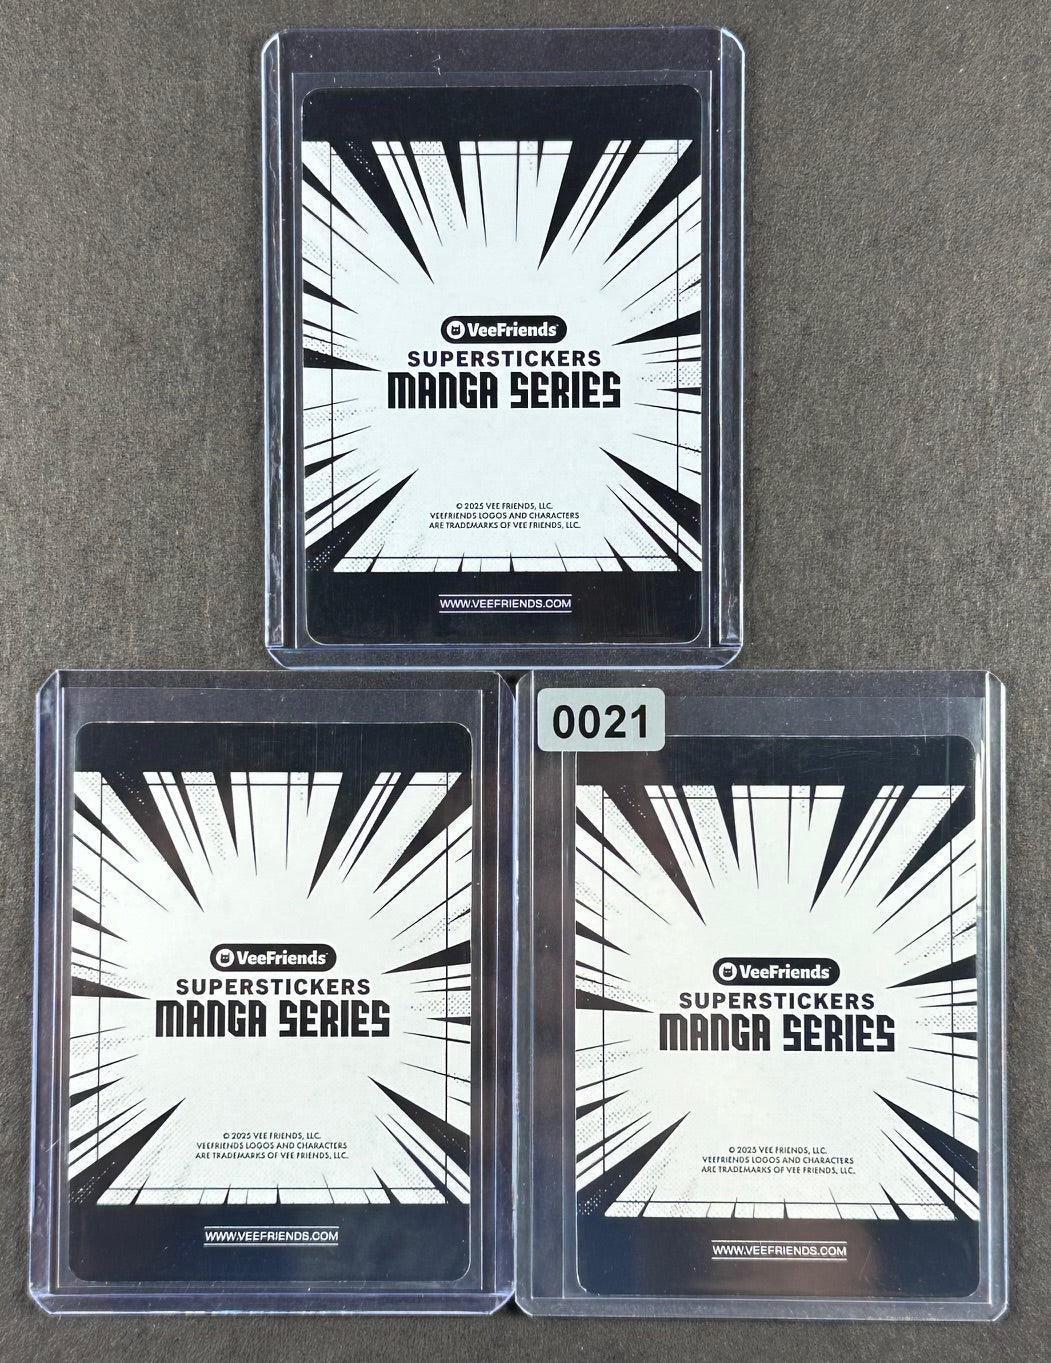 VeeFriends
SUPERSTICKERS
MANGA SERIES
© 2025 VEE FRIENDS, LLC.
VEEFRIENDS LOGOS AND CHARACTERS
ARE TRADEMARKS OF VEE FRIENDS, LLC.
WWW.VEEFRIENDS.COM
VeeFriends
SUPERSTICKERS
MANGA SERIES
© 2025 VEE FRIENDS, LLC.
VEEFRIENDS LOGOS AND CHARACTERS
ARE TRADEMARKS OF VEE FRIENDS, LLC.
WWW.VEEFRIENDS.COM
0021
VeeFriends
SUPERSTICKERS
MANGA SERIES
© 2025 VEE FRIENDS, LLC.
VEEFRIENDS LOGOS AND CHARACTERS
ARE TRADEMARKS OF VEE FRIENDS, LLC.
WWW.VEEFRIENDS.COM